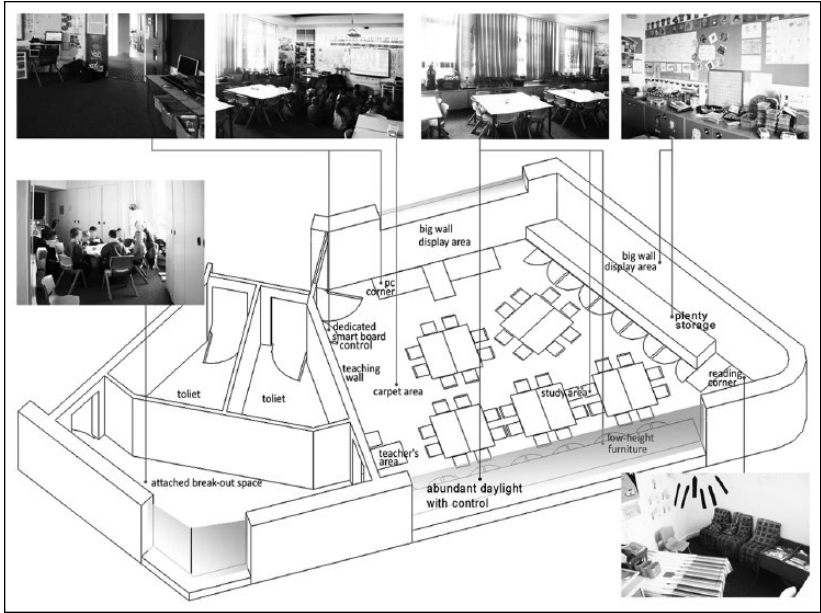 big wall
display area
big wall
display area
pc
corner
plenty
storage
dedicated
smart board
control
teaching
wall
reading
corner
carpet area
study area
toliet
toliet
low-height
furniture
teacher's
area
attached break-out space
abundant daylight
with control